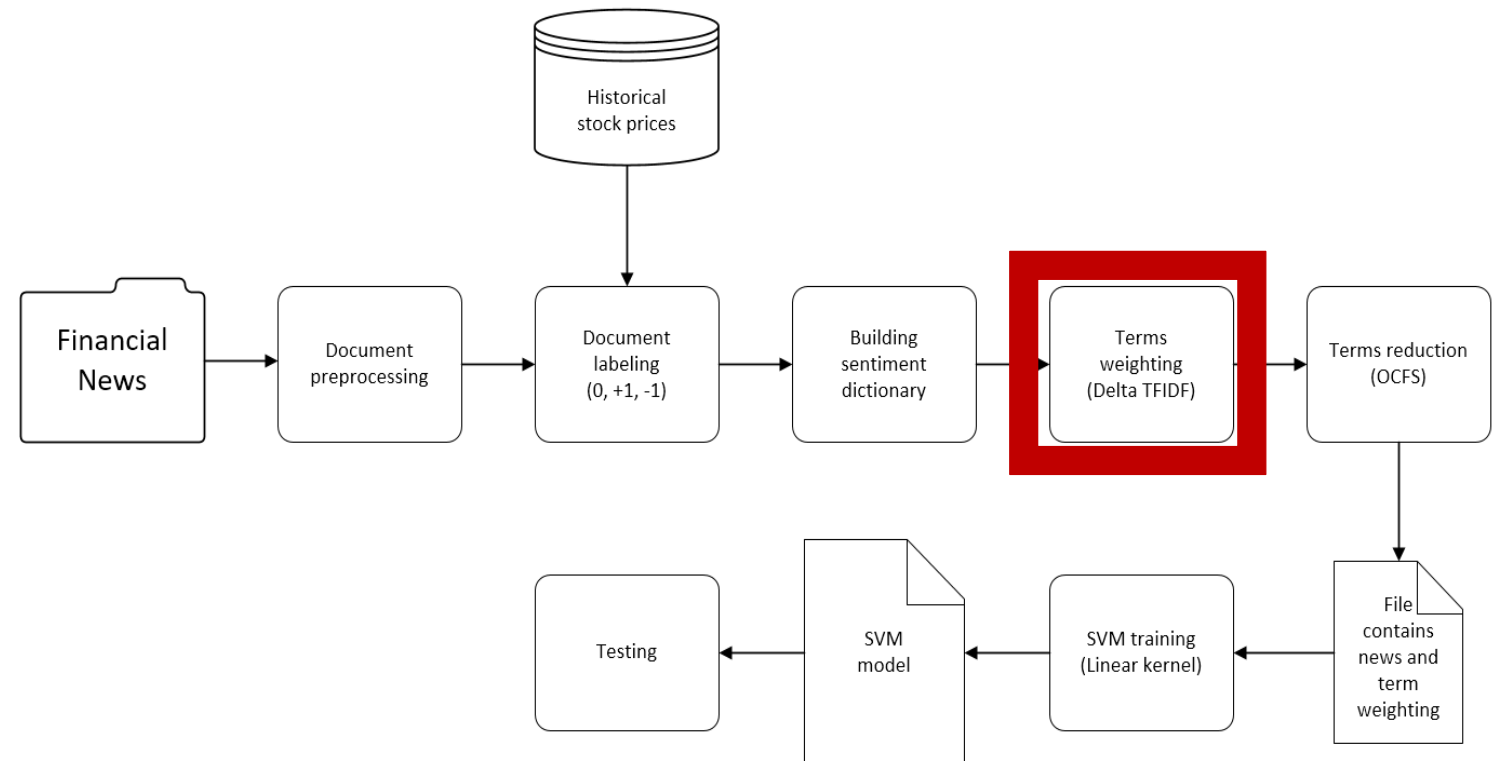 Historical
stock prices
Financial
News
Document
preprocessing
Document
labeling
(0, +1, -1)
Building
sentiment
dictionary
Terms
weighting
(Delta TFIDF)
Terms reduction
(OCFS)
Testing
SVM
model
SVM training
(Linear kernel)
File
contains
news and
term
weighting